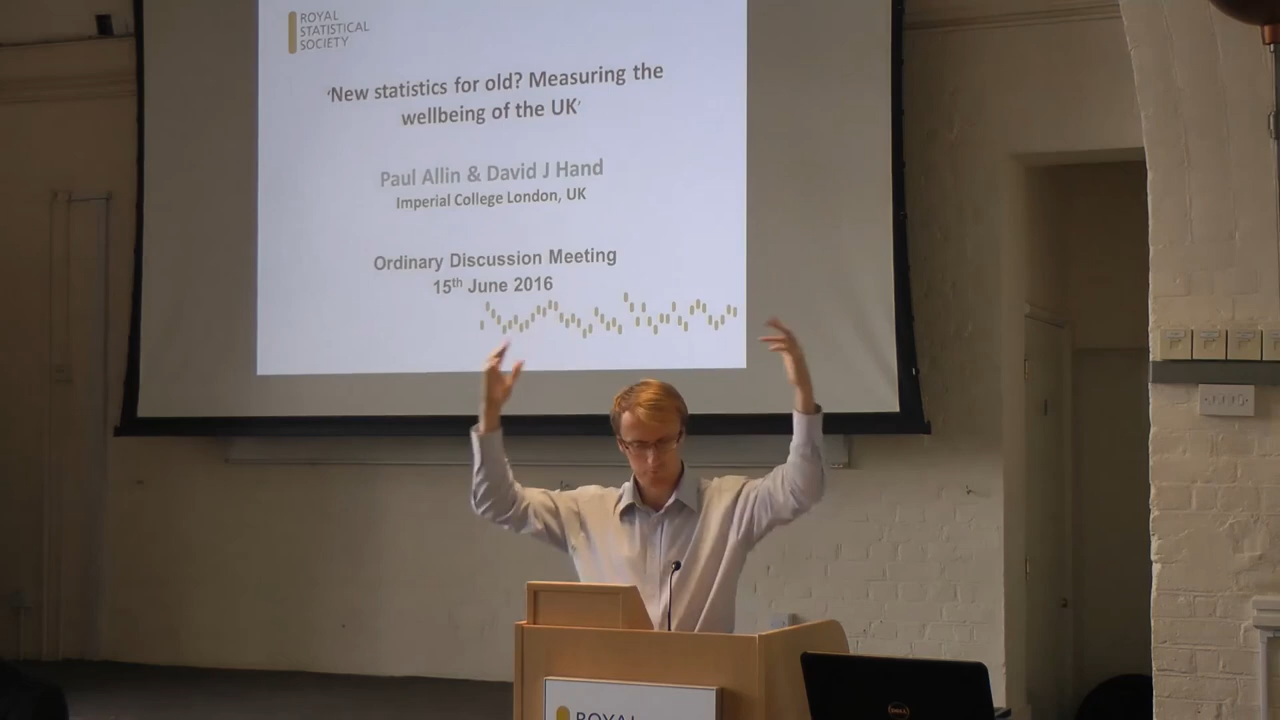 ROYAL
STATISTICAL
SOCIETY
'New statistics for old? Measuring the
wellbeing of the UK'
Paul Allin & David J Hand
Imperial College London, UK
Ordinary Discussion Meeting
15th June 2016
ROYAL
DELL